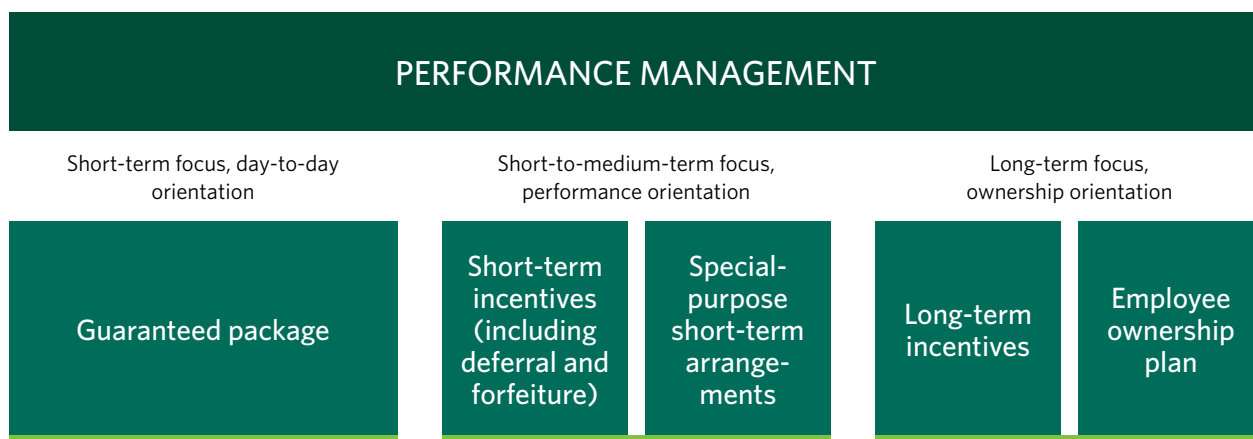 PERFORMANCE MANAGEMENT
Short-term focus, day-to-day
orientation
Short-to-medium-term focus,
performance orientation
Long-term focus,
ownership orientation
Guaranteed package
Short-term
incentives
(including
deferral and
forfeiture)
Special-
purpose
short-term
arrange-
ments
Long-term
incentives
Employee
ownership
plan